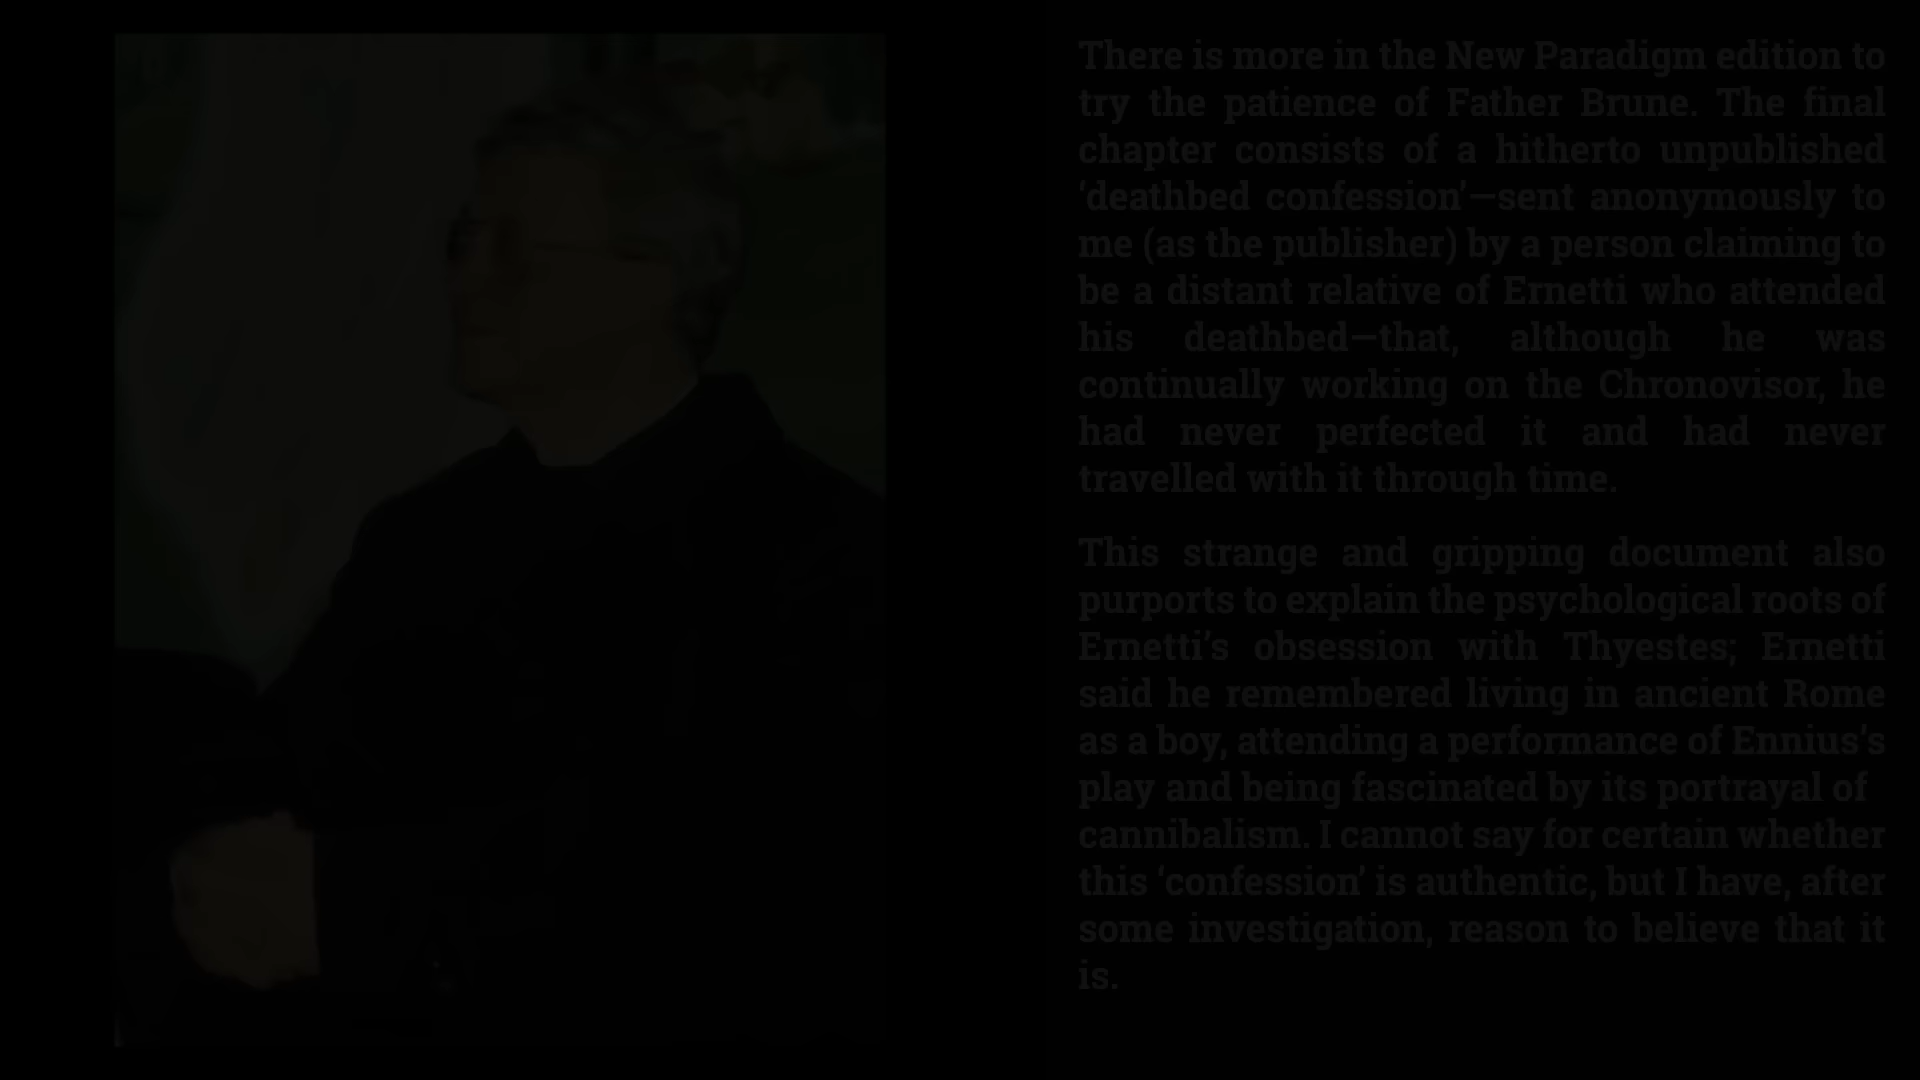 There is more in the New Paradigm edition to
try the patience of Father Brune. The final
chapter consists of a hitherto unpublished
‘deathbed confession’—sent anonymously to
me (as the publisher) by a person claiming to
be a distant relative of Ernetti who attended
his deathbed—that, although he was
continually working on the Chronovisor, he
had never perfected it and had never
travelled with it through time.
This strange and gripping document also
purports to explain the psychological roots of
Ernetti’s obsession with Thyestes; Ernetti
said he remembered living in ancient Rome
as a boy, attending a performance of Ennius’s
play and being fascinated by its portrayal of
cannibalism. I cannot say for certain whether
this ‘confession’ is authentic, but I have, after
some investigation, reason to believe that it
is.